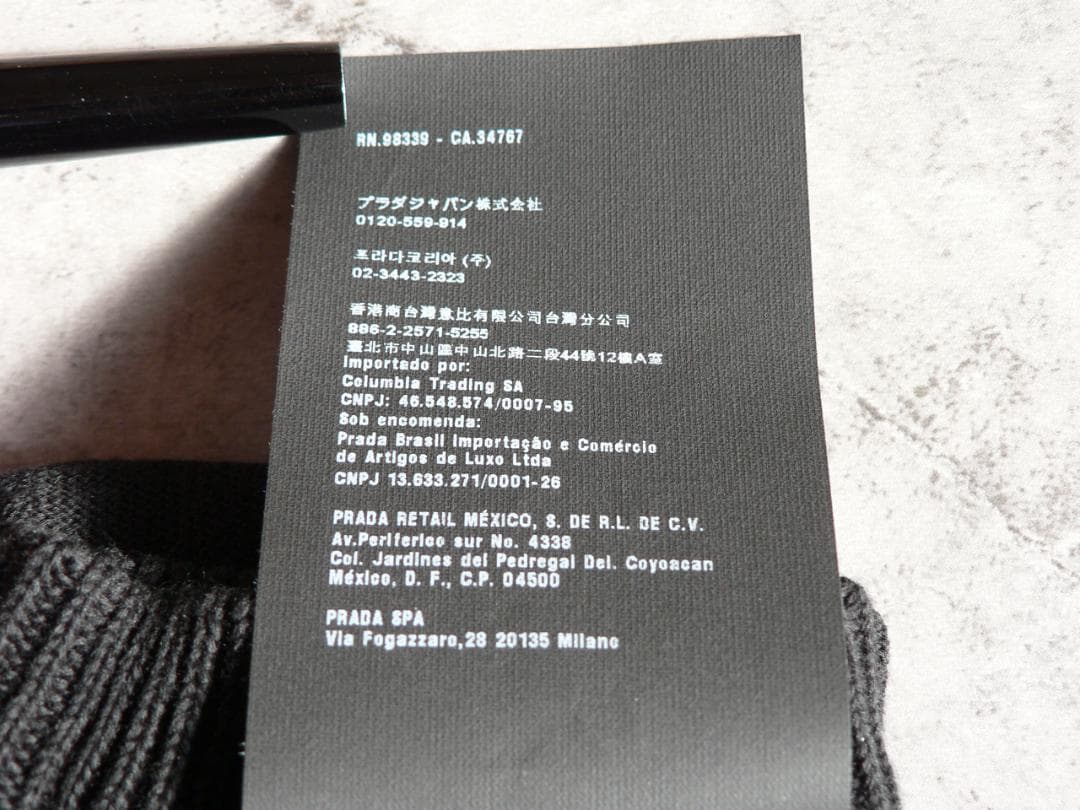 RN.98339 - CA.34767
プラダジャパン株式会社
0120-559-914
프라다코리아 (주)
02-3443-2323
香港商台灣意比有限公司台灣分公司
886-2-2571-5255
臺北市中山區中山北路二段44號12樓A室
Importado por:
Columbia Trading SA
CNPJ: 46.548.574/0007-95
Sob encomenda:
Prada Brasil Importação e Comércio
de Artigos de Luxo Ltda
CNPJ 13.633.271/0001-26
PRADA RETAIL MÉXICO, S. DE R.L. DE C.V.
Av.Periferico sur No. 4338
Col. Jardines del Pedregal Del. Coyoacan
México, D. F., C.P. 04500
PRADA SPA
Via Fogazzaro,28 20135 Milano